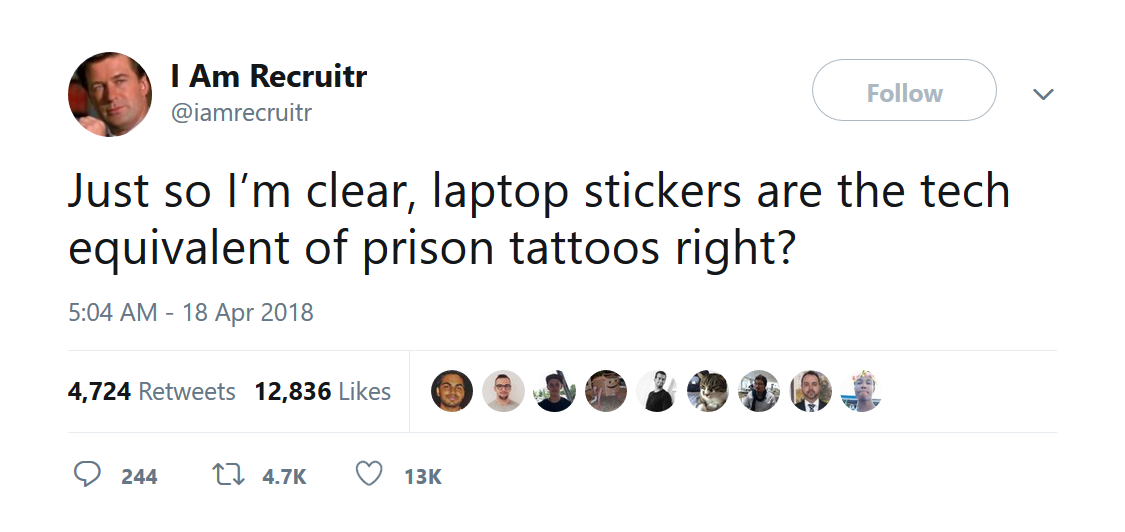 I Am Recruitr
@iamrecruitr
Follow
Just so I’m clear, laptop stickers are the tech
equivalent of prison tattoos right?
5:04 AM - 18 Apr 2018
4,724 Retweets 12,836 Likes
244 4.7K 13K